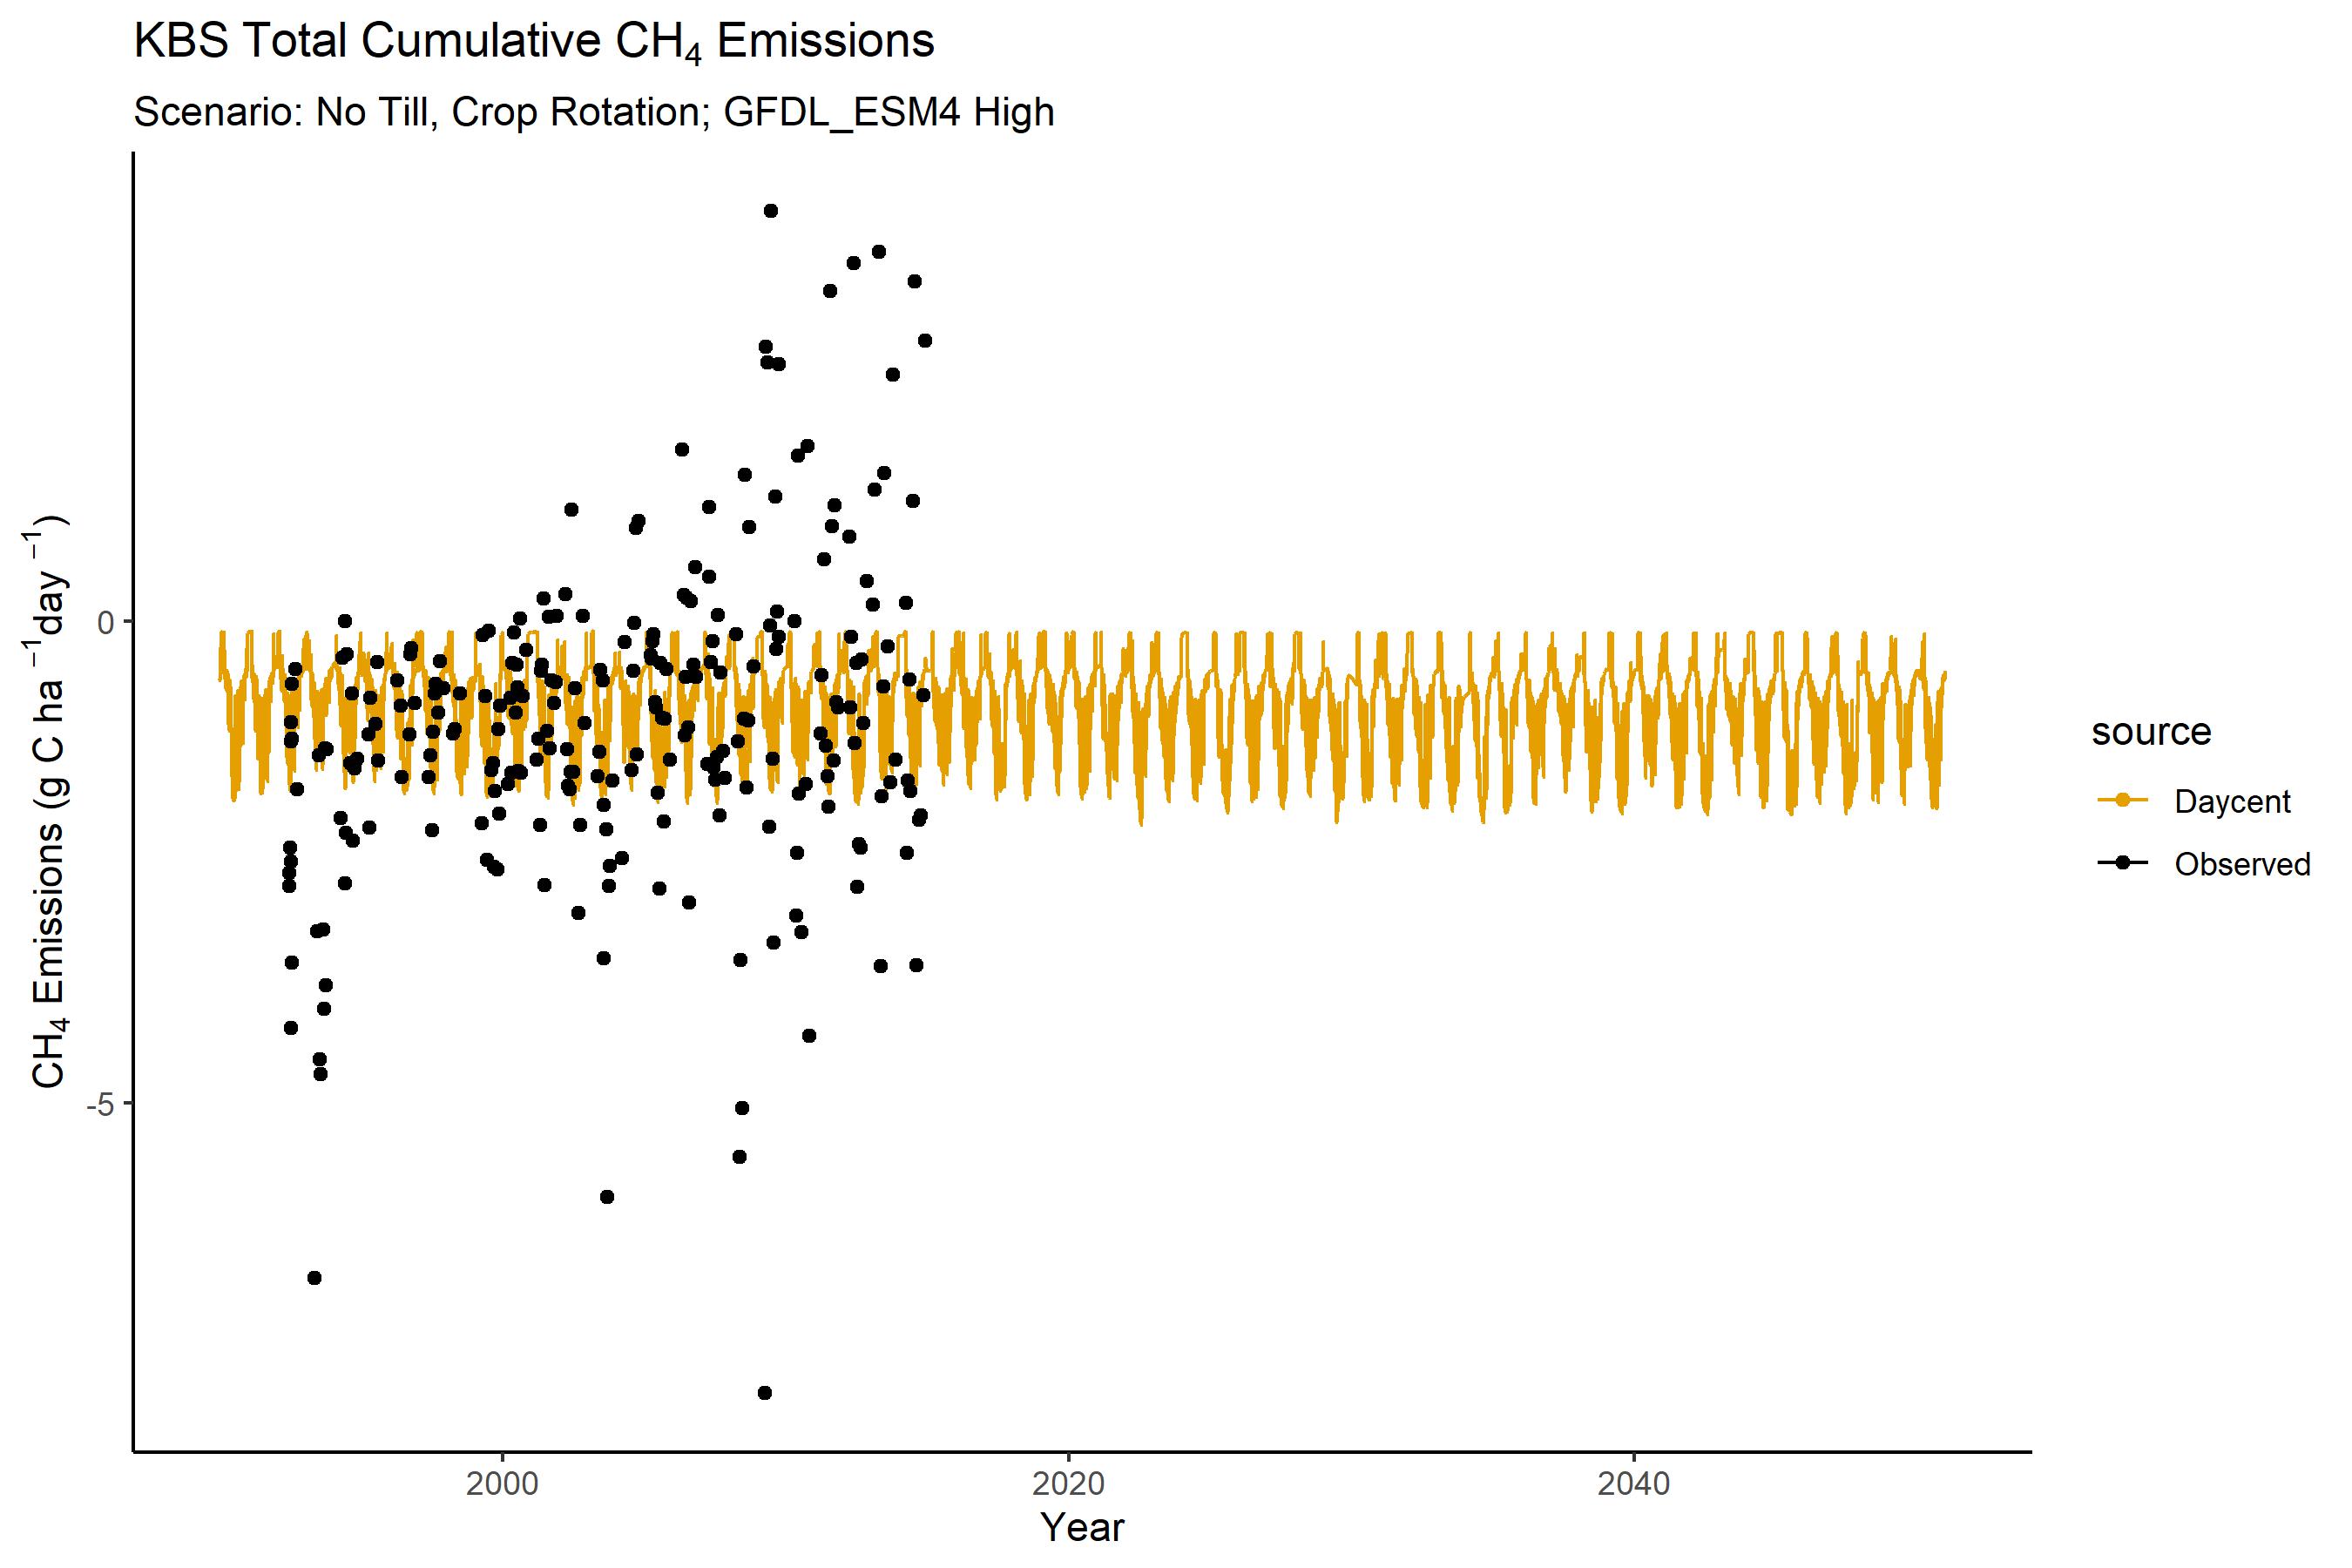 KBS Total Cumulative CH₄ Emissions
Scenario: No Till, Crop Rotation; GFDL_ESM4 High
CH₄ Emissions (g C ha ⁻¹day ⁻¹)
0
-5
2000
2020
2040
Year
source
Daycent
Observed